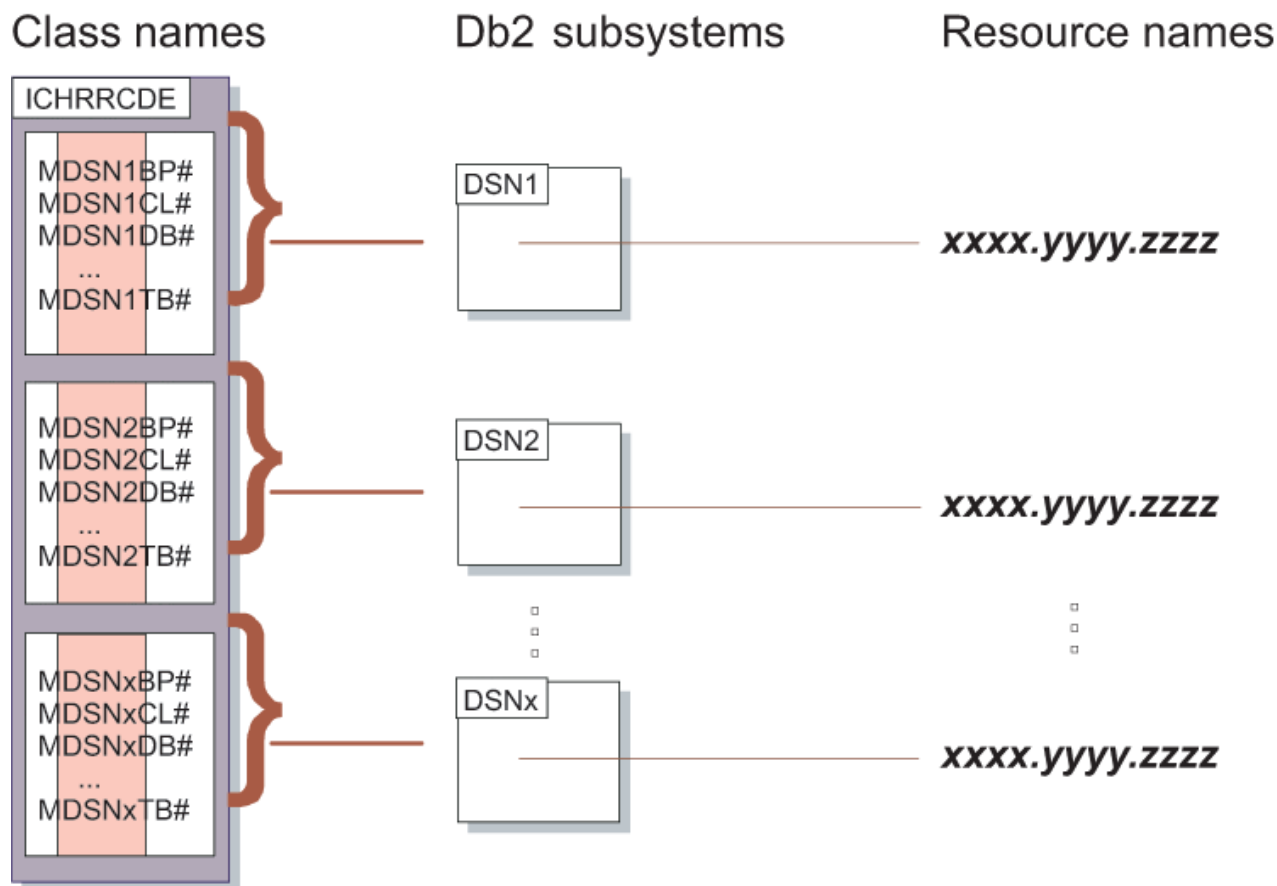 Class names
Db2 subsystems
Resource names
ICHRRCDE
MDSN1BP#
MDSN1CL#
MDSN1DB#
...
MDSN1TB#
DSN1
xxxx.yyyy.zzzz
MDSN2BP#
MDSN2CL#
MDSN2DB#
...
MDSN2TB#
DSN2
xxxx.yyyy.zzzz
MDSNxBP#
MDSNxCL#
MDSNxDB#
...
MDSNxTB#
DSNx
xxxx.yyyy.zzzz